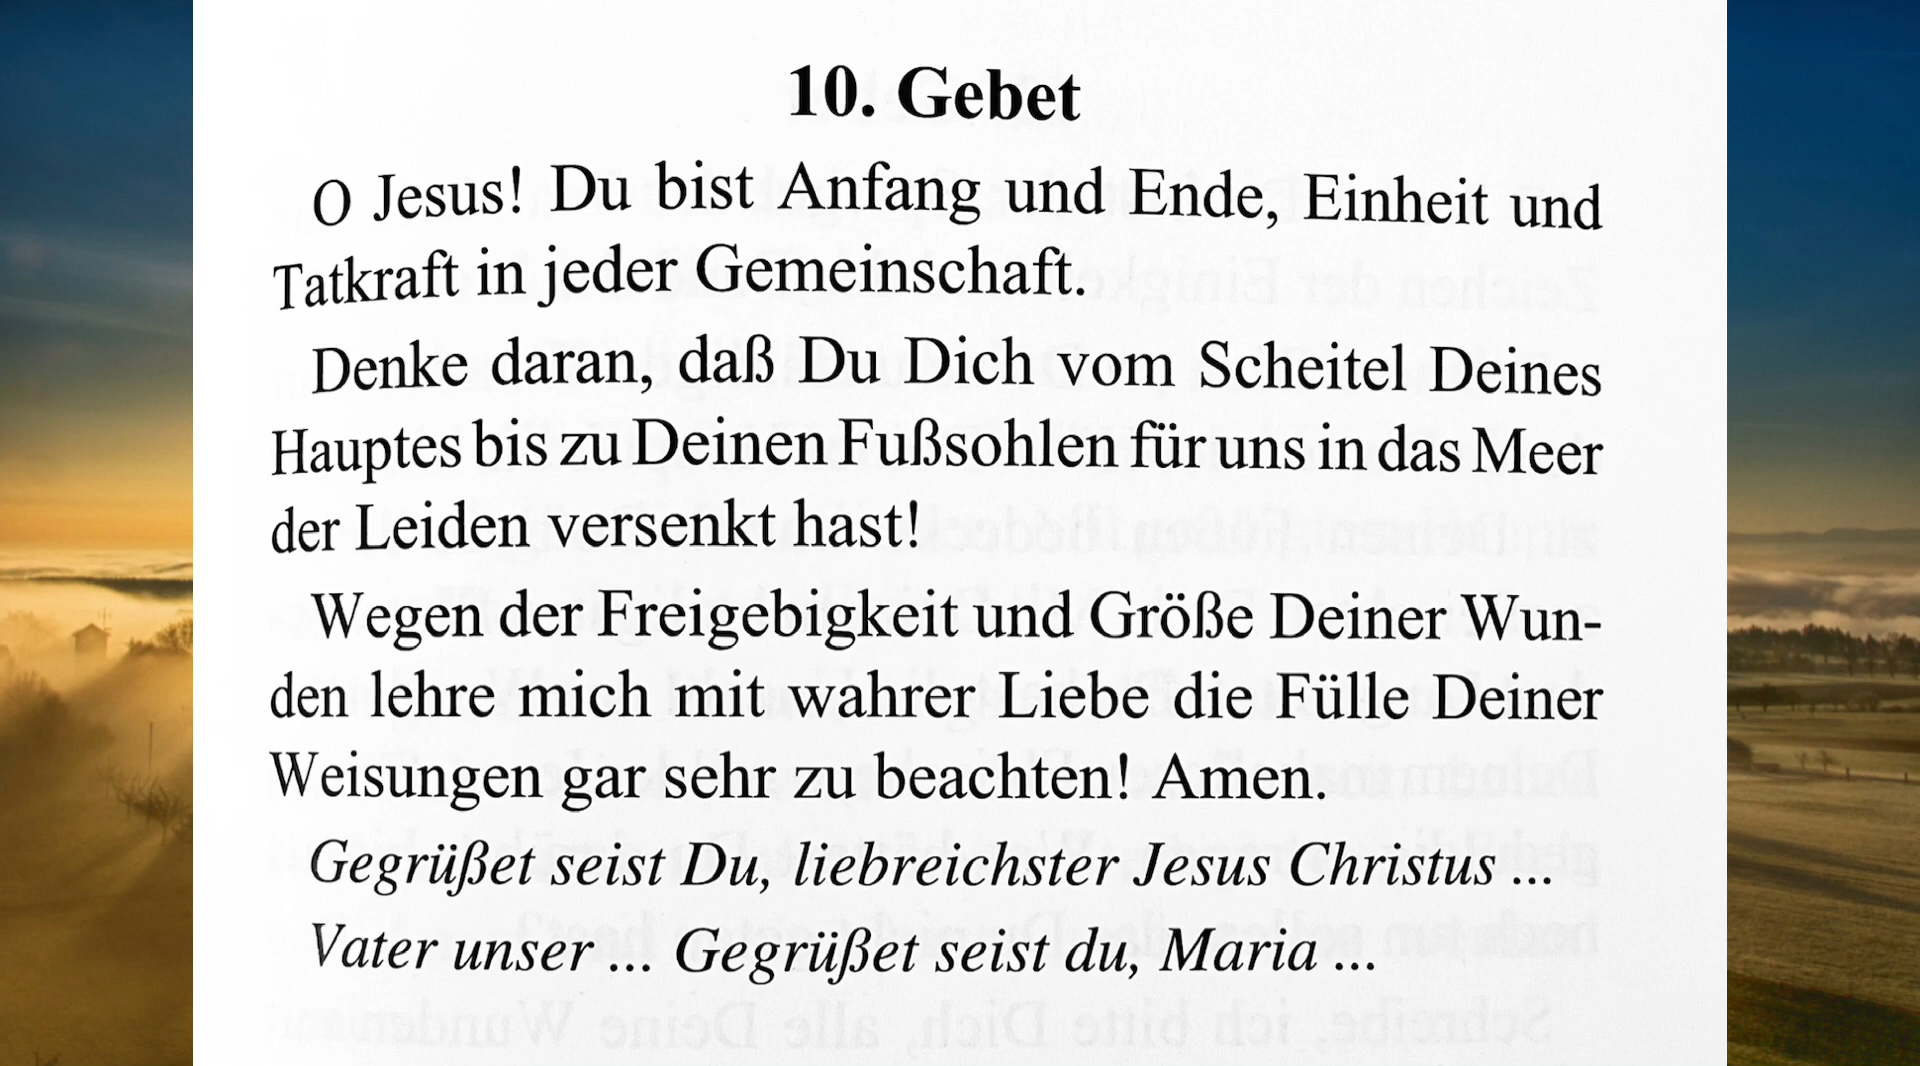 10. Gebet
O Jesus! Du bist Anfang und Ende, Einheit und
Tatkraft in jeder Gemeinschaft.
Denke daran, daß Du Dich vom Scheitel Deines
Hauptes bis zu Deinen Fußsohlen für uns in das Meer
der Leiden versenkt hast!
Wegen der Freigebigkeit und Größe Deiner Wun-
den lehre mich mit wahrer Liebe die Fülle Deiner
Weisungen gar sehr zu beachten! Amen.
Gegrüßet seist Du, liebreichster Jesus Christus ...
Vater unser ... Gegrüßet seist du, Maria ...